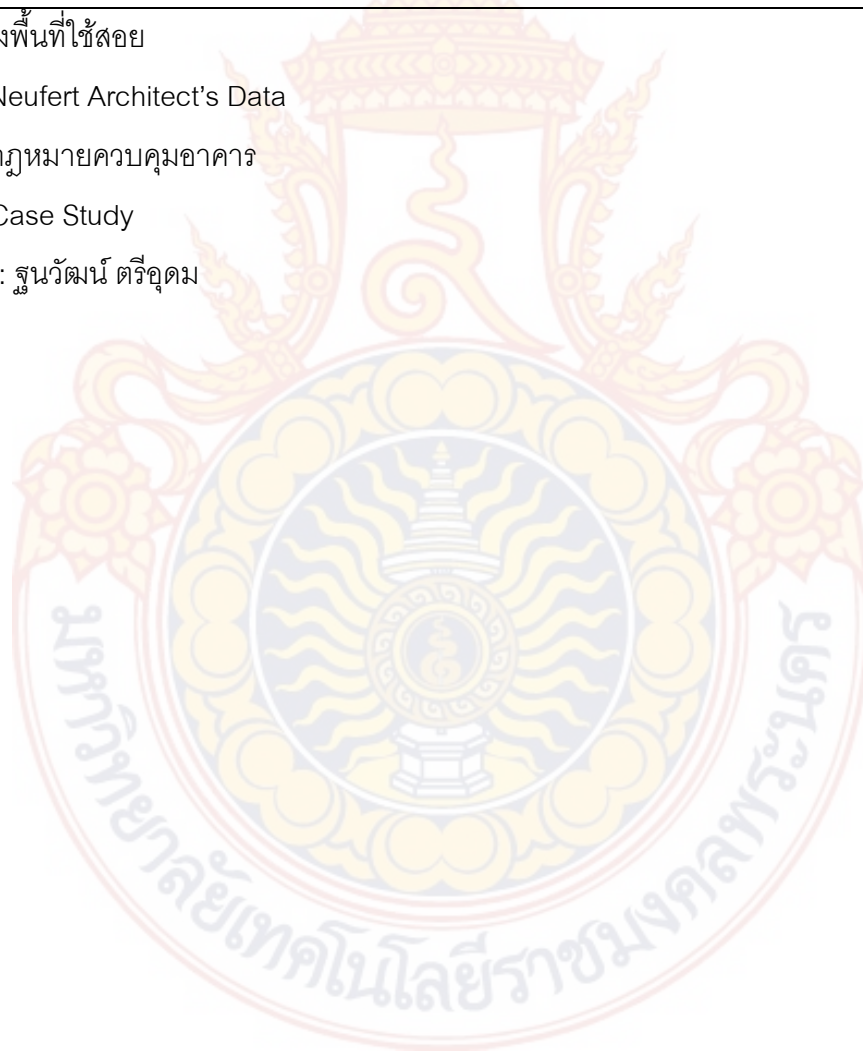 งพื้นที่ใช้สอย
Neufert Architect's Data
ฎหมายควบคุมอาคาร
Case Study
: ฐนวัฒน์ ตรีอุดม
มหาวิทยาลัยเทคโนโลยีราชมงคลพระนคร